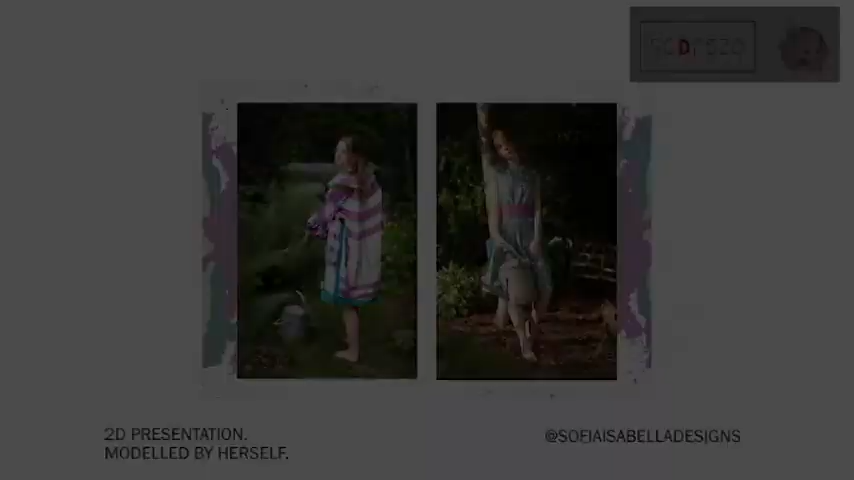 2D PRESENTATION.
MODELLED BY HERSELF.
@SOFIAISABELLADESIGNS